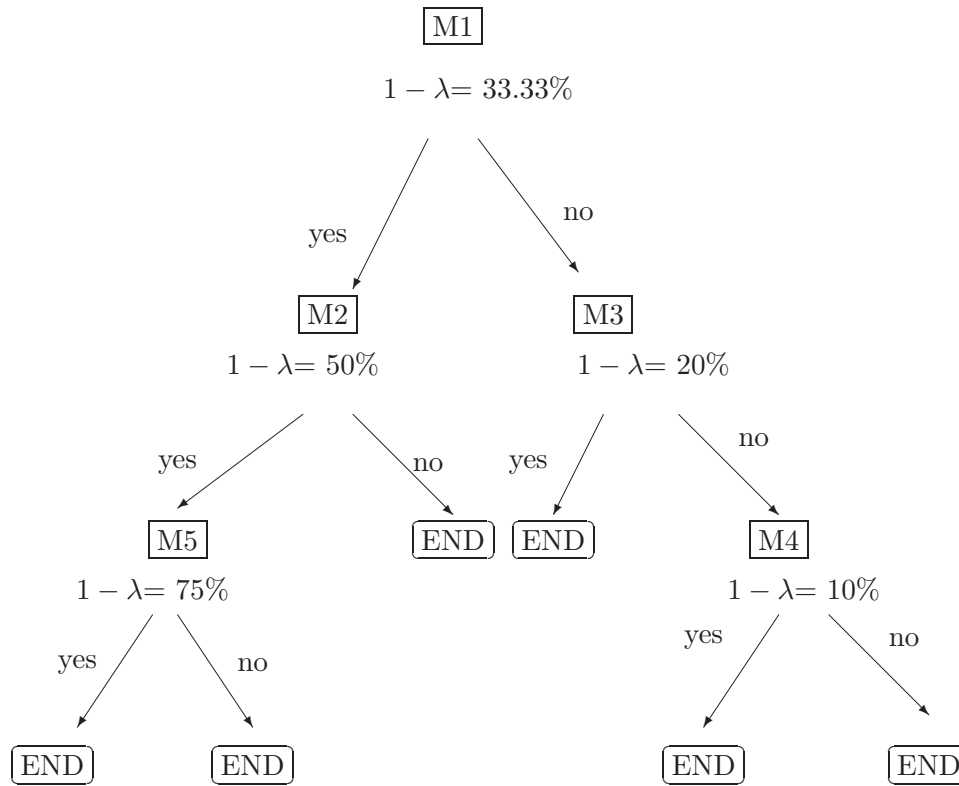 M1
1 − λ= 33.33%
yes
no
M2
M3
1 − λ= 50%
1 − λ= 20%
yes
no
yes
no
M5
END
END
M4
1 − λ= 75%
1 − λ= 10%
yes
no
yes
no
END
END
END
END